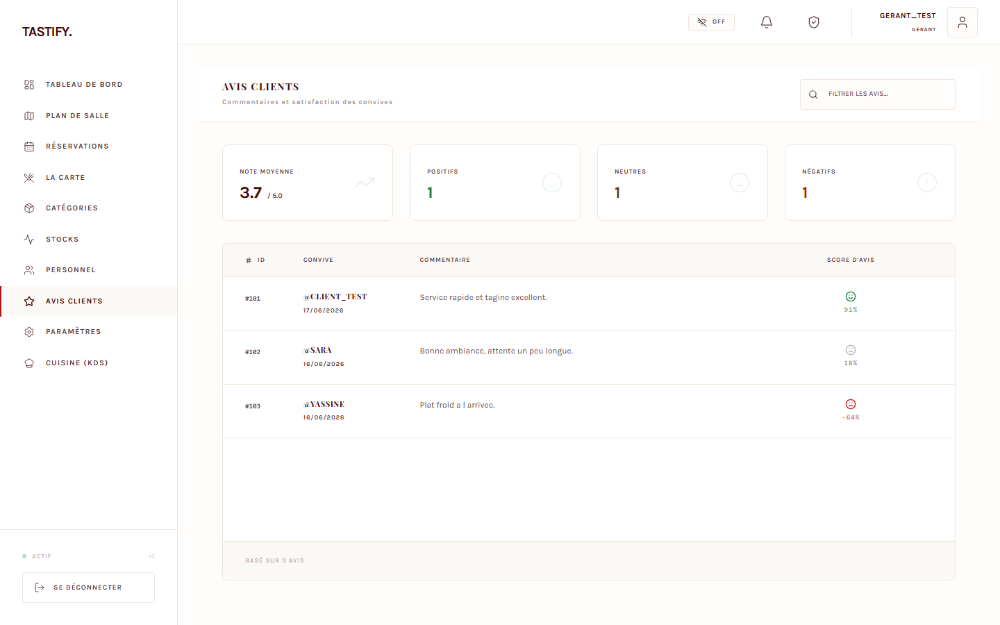 TASTIFY.
OFF
GERANT_TEST
GERANT
TABLEAU DE BORD
PLAN DE SALLE
RÉSERVATIONS
LA CARTE
CATÉGORIES
STOCKS
PERSONNEL
AVIS CLIENTS
PARAMÈTRES
CUISINE (KDS)
ACTIF v1
SE DÉCONNECTER
AVIS CLIENTS
Commentaires et satisfaction des convives
FILTRER LES AVIS...
NOTE MOYENNE
3.7 / 5.0
POSITIFS
1
NEUTRES
1
NÉGATIFS
1
# ID CONVIVE COMMENTAIRE SCORE D'AVIS
#101 @CLIENT_TEST Service rapide et tagine excellent.
17/06/2026 91%
#102 @SARA Bonne ambiance, attente un peu longue.
16/06/2026 18%
#103 @YASSINE Plat froid a l arrivee.
16/06/2026 -64%
BASÉ SUR 3 AVIS